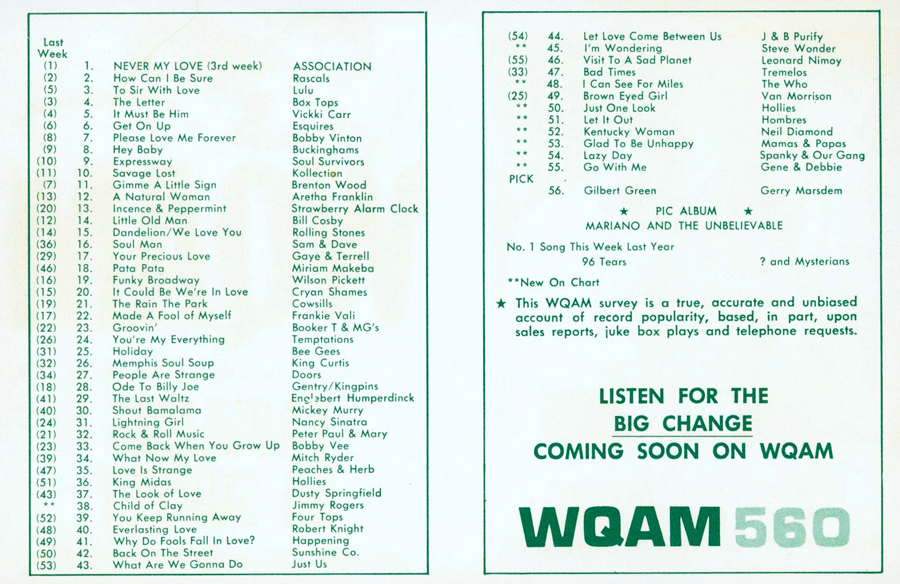 Last
Week
(1) 1. NEVER MY LOVE (3rd week) ASSOCIATION
(2) 2. How Can I Be Sure Rascals
(5) 3. To Sir With Love Lulu
(3) 4. The Letter Box Tops
(4) 5. It Must Be Him Vickki Carr
(6) 6. Get On Up Esquires
(8) 7. Please Love Me Forever Bobby Vinton
(9) 8. Hey Baby Buckinghams
(10) 9. Expressway Soul Survivors
(11) 10. Savage Lost Kollection
(7) 11. Gimme A Little Sign Brenton Wood
(13) 12. A Natural Woman Aretha Franklin
(20) 13. Incence & Peppermint Strawberry Alarm Clock
(12) 14. Little Old Man Bill Cosby
(14) 15. Dandelion/We Love You Rolling Stones
(36) 16. Soul Man Sam & Dave
(29) 17. Your Precious Love Gaye & Terrell
(46) 18. Pata Pata Miriam Makeba
(16) 19. Funky Broadway Wilson Pickett
(15) 20. It Could Be We're In Love Cryan Shames
(19) 21. The Rain The Park Cowsills
(17) 22. Made A Fool of Myself Frankie Vali
(22) 23. Groovin' Booker T & MG's
(26) 24. You're My Everything Temptations
(31) 25. Holiday Bee Gees
(32) 26. Memphis Soul Soup King Curtis
(34) 27. People Are Strange Doors
(18) 28. Ode To Billy Joe Gentry/Kingpins
(41) 29. The Last Waltz Englebert Humperdinck
(40) 30. Shout Bamalama Mickey Murry
(24) 31. Lightning Girl Nancy Sinatra
(21) 32. Rock & Roll Music Peter Paul & Mary
(23) 33. Come Back When You Grow Up Bobby Vee
(39) 34. What Now My Love Mitch Ryder
(47) 35. Love Is Strange Peaches & Herb
(51) 36. King Midas Hollies
(43) 37. The Look of Love Dusty Springfield
** 38. Child of Clay Jimmy Rogers
(52) 39. You Keep Running Away Four Tops
(48) 40. Everlasting Love Robert Knight
(49) 41. Why Do Fools Fall In Love? Happening
(50) 42. Back On The Street Sunshine Co.
(53) 43. What Are We Gonna Do Just Us
(54) 44. Let Love Come Between Us J & B Purify
** 45. I'm Wondering Steve Wonder
(55) 46. Visit To A Sad Planet Leonard Nimoy
(33) 47. Bad Times Tremelos
** 48. I Can See For Miles The Who
(25) 49. Brown Eyed Girl Van Morrison
** 50. Just One Look Hollies
** 51. Let It Out Hombres
** 52. Kentucky Woman Neil Diamond
** 53. Glad To Be Unhappy Mamas & Papas
** 54. Lazy Day Spanky & Our Gang
** 55. Go With Me Gene & Debbie
PICK
56. Gilbert Green Gerry Marsdem
★ PIC ALBUM ★
MARIANO AND THE UNBELIEVABLE
No. 1 Song This Week Last Year
96 Tears ? and Mysterians
**New On Chart
★ This WQAM survey is a true, accurate and unbiased
account of record popularity, based, in part, upon
sales reports, juke box plays and telephone requests.
LISTEN FOR THE
BIG CHANGE
COMING SOON ON WQAM
WQAM 560